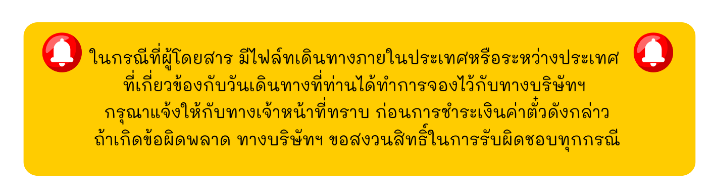 ในกรณีที่ผู้โดยสาร มีไฟล์ทเดินทางภายในประเทศหรือระหว่างประเทศ
ที่เกี่ยวข้องกับวันเดินทางที่ท่านได้ทำการจองไว้กับทางบริษัทฯ
กรุณาแจ้งให้กับทางเจ้าหน้าที่ทราบ ก่อนการชำระเงินค่าตั๋วดังกล่าว
ถ้าเกิดข้อผิดพลาด ทางบริษัทฯ ขอสงวนสิทธิ์ในการรับผิดชอบทุกกรณี